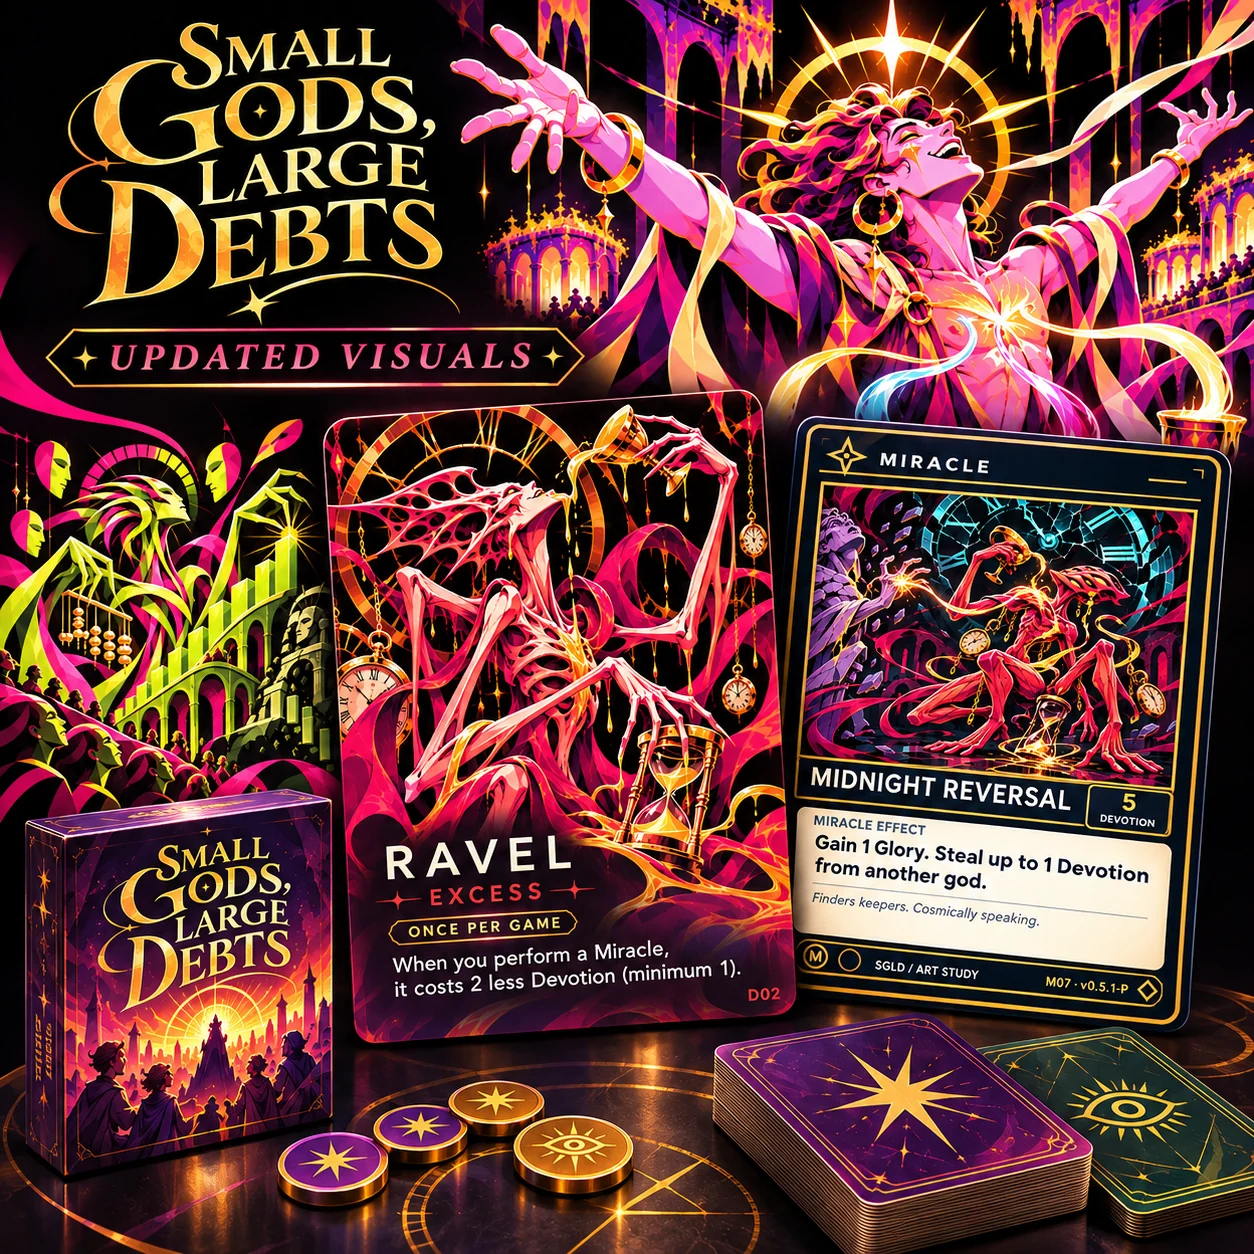 SMALL
GODS,
LARGE
DEBTS
UPDATED VISUALS
MIRACLE
MIDNIGHT REVERSAL
5
DEVOTION
MIRACLE EFFECT
Gain 1 Glory. Steal up to 1 Devotion
from another god.
Finders keepers. Cosmically speaking.
M
SGLD / ART STUDY
M07 · v0.5.1-P
RAVEL
EXCESS
ONCE PER GAME
When you perform a Miracle,
it costs 2 less Devotion (minimum 1).
D02
SMALL
GODS,
LARGE
DEBTS